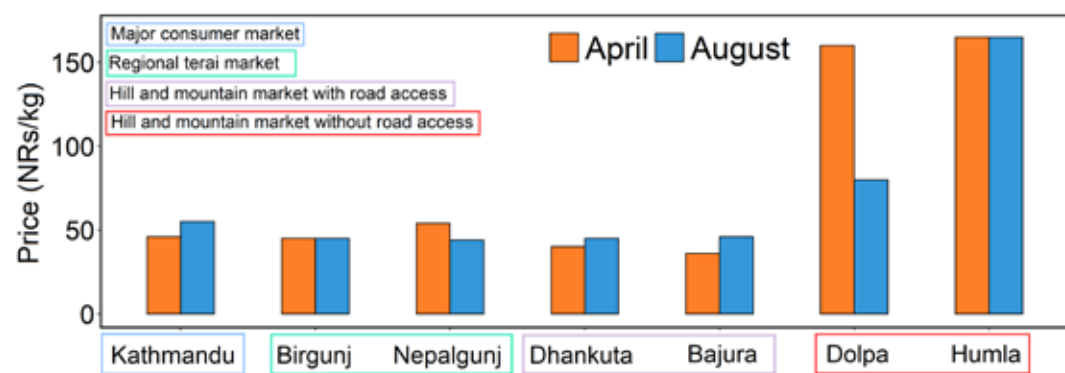 Major consumer market
Regional terai market
Hill and mountain market with road access
Hill and mountain market without road access
April August
Price (NRs/kg)
150
100
50
0
Kathmandu Birgunj Nepalgunj Dhankuta Bajura Dolpa Humla